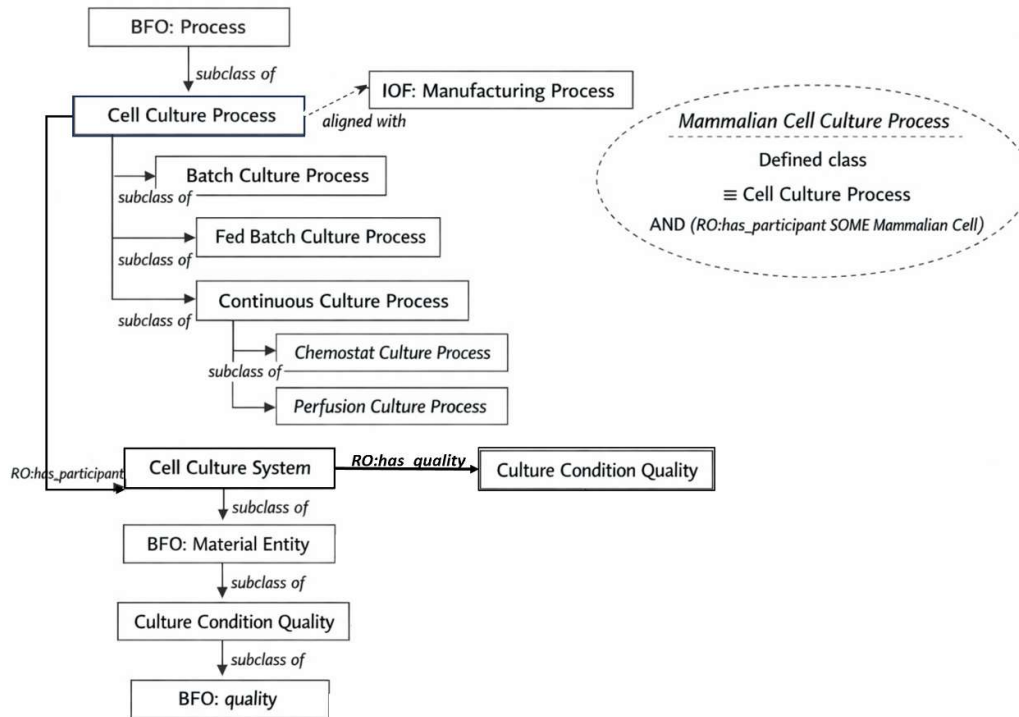 BFO: Process
subclass of
IOF: Manufacturing Process
Cell Culture Process
aligned with
Mammalian Cell Culture Process
Defined class
≡ Cell Culture Process
AND (RO:has_participant SOME Mammalian Cell)
Batch Culture Process
subclass of
Fed Batch Culture Process
subclass of
Continuous Culture Process
subclass of
Chemostat Culture Process
subclass of
Perfusion Culture Process
RO:has_participant
Cell Culture System
RO:has_quality
Culture Condition Quality
subclass of
BFO: Material Entity
subclass of
Culture Condition Quality
subclass of
BFO: quality